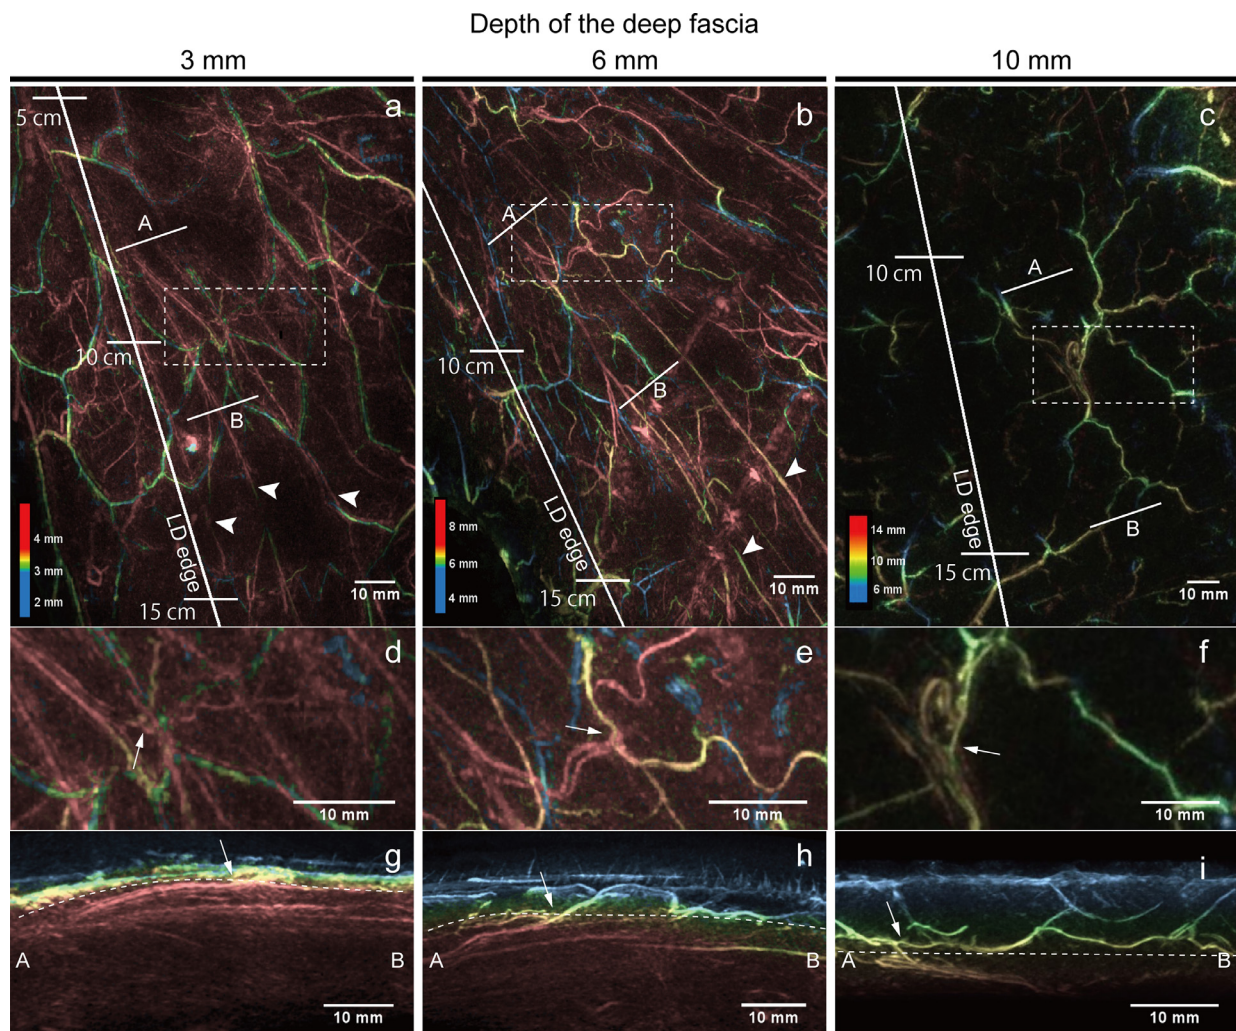 Depth of the deep fascia
3 mm
6 mm
10 mm
a
5 cm
A
10 cm
B
LD edge
15 cm
4 mm
3 mm
2 mm
10 mm
b
A
10 cm
B
LD edge
15 cm
8 mm
6 mm
4 mm
10 mm
c
10 cm
A
B
LD edge
15 cm
14 mm
10 mm
6 mm
10 mm
d
10 mm
e
10 mm
f
10 mm
g
A
B
10 mm
h
A
B
10 mm
i
A
B
10 mm